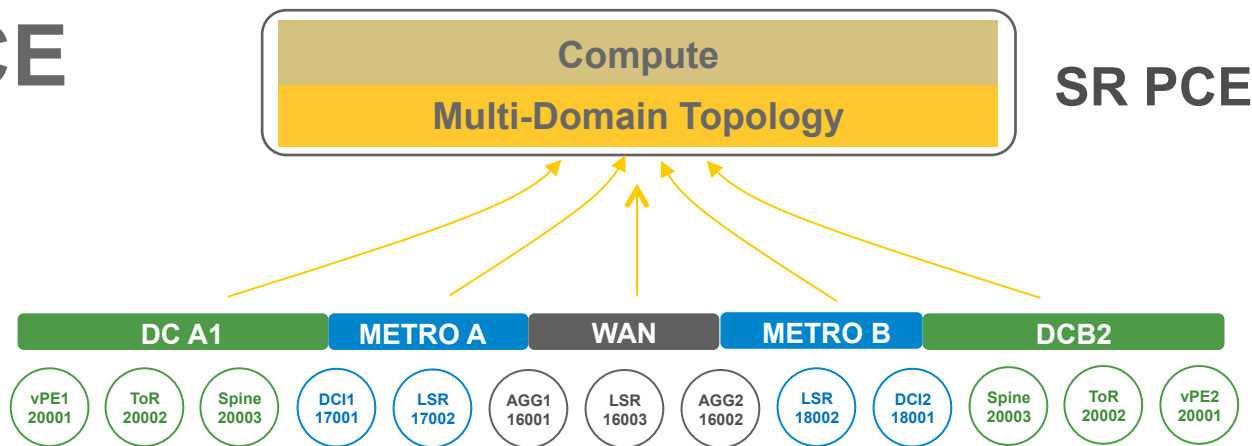 CE
Compute
SR PCE
Multi-Domain Topology
DC A1 METRO A WAN METRO B DCB2
vPE1 ToR Spine DCI1 LSR AGG1 LSR AGG2 LSR DCI2 Spine ToR vPE2
20001 20002 20003 17001 17002 16001 16003 16002 18002 18001 20003 20002 20001